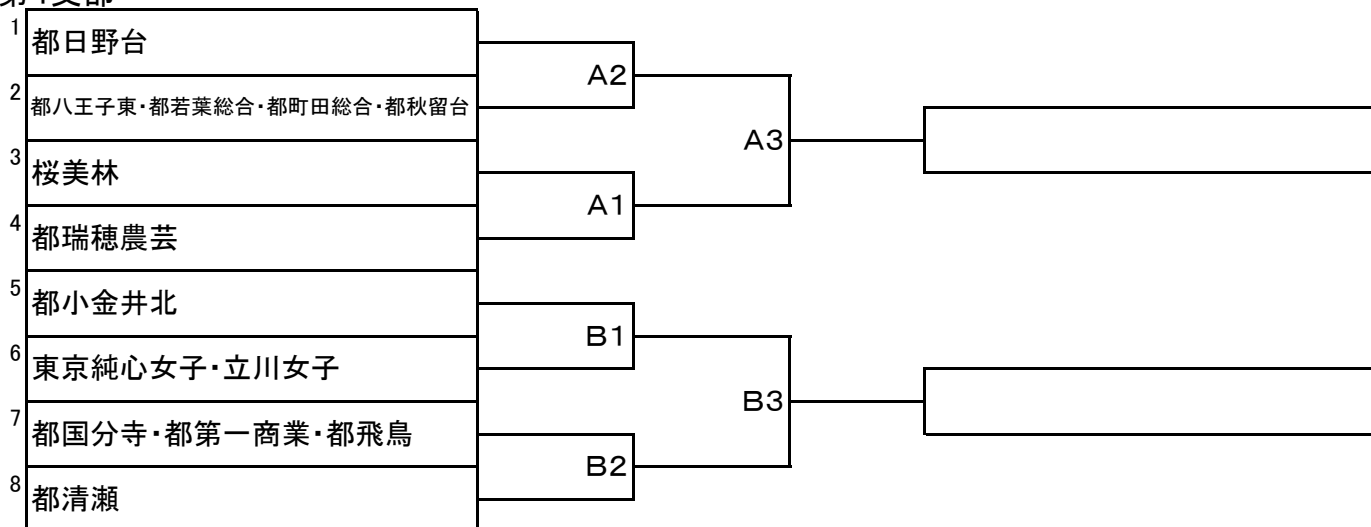 1 都日野台
A2
2 都八王子東・都若葉総合・都町田総合・都秋留台
A3
3 桜美林
A1
4 都瑞穂農芸
5 都小金井北
B1
6 東京純心女子・立川女子
B3
7 都国分寺・都第一商業・都飛鳥
B2
8 都清瀬